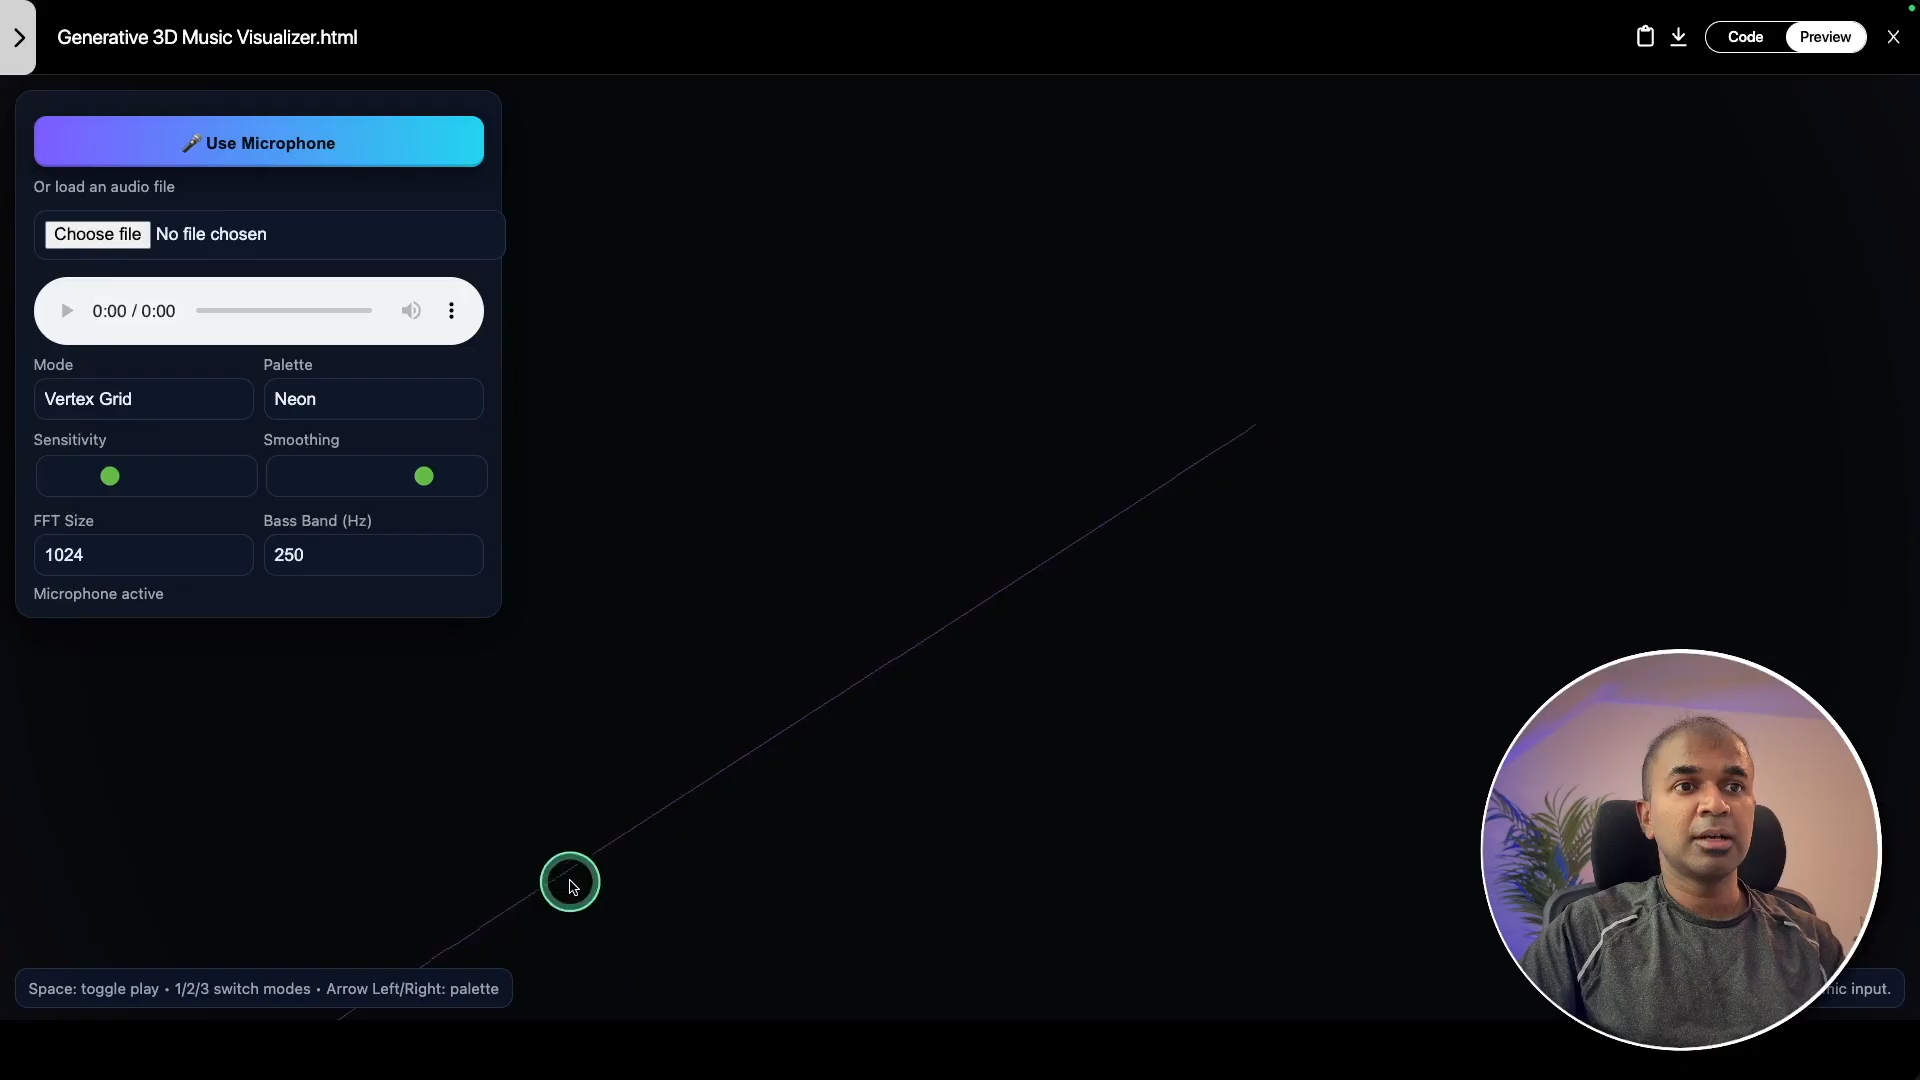 Generative 3D Music Visualizer.html
Code
Preview
🎤 Use Microphone
Or load an audio file
Choose file No file chosen
0:00 / 0:00
Mode
Palette
Vertex Grid
Neon
Sensitivity
Smoothing
FFT Size
Bass Band (Hz)
1024
250
Microphone active
Space: toggle play • 1/2/3 switch modes • Arrow Left/Right: palette
input.